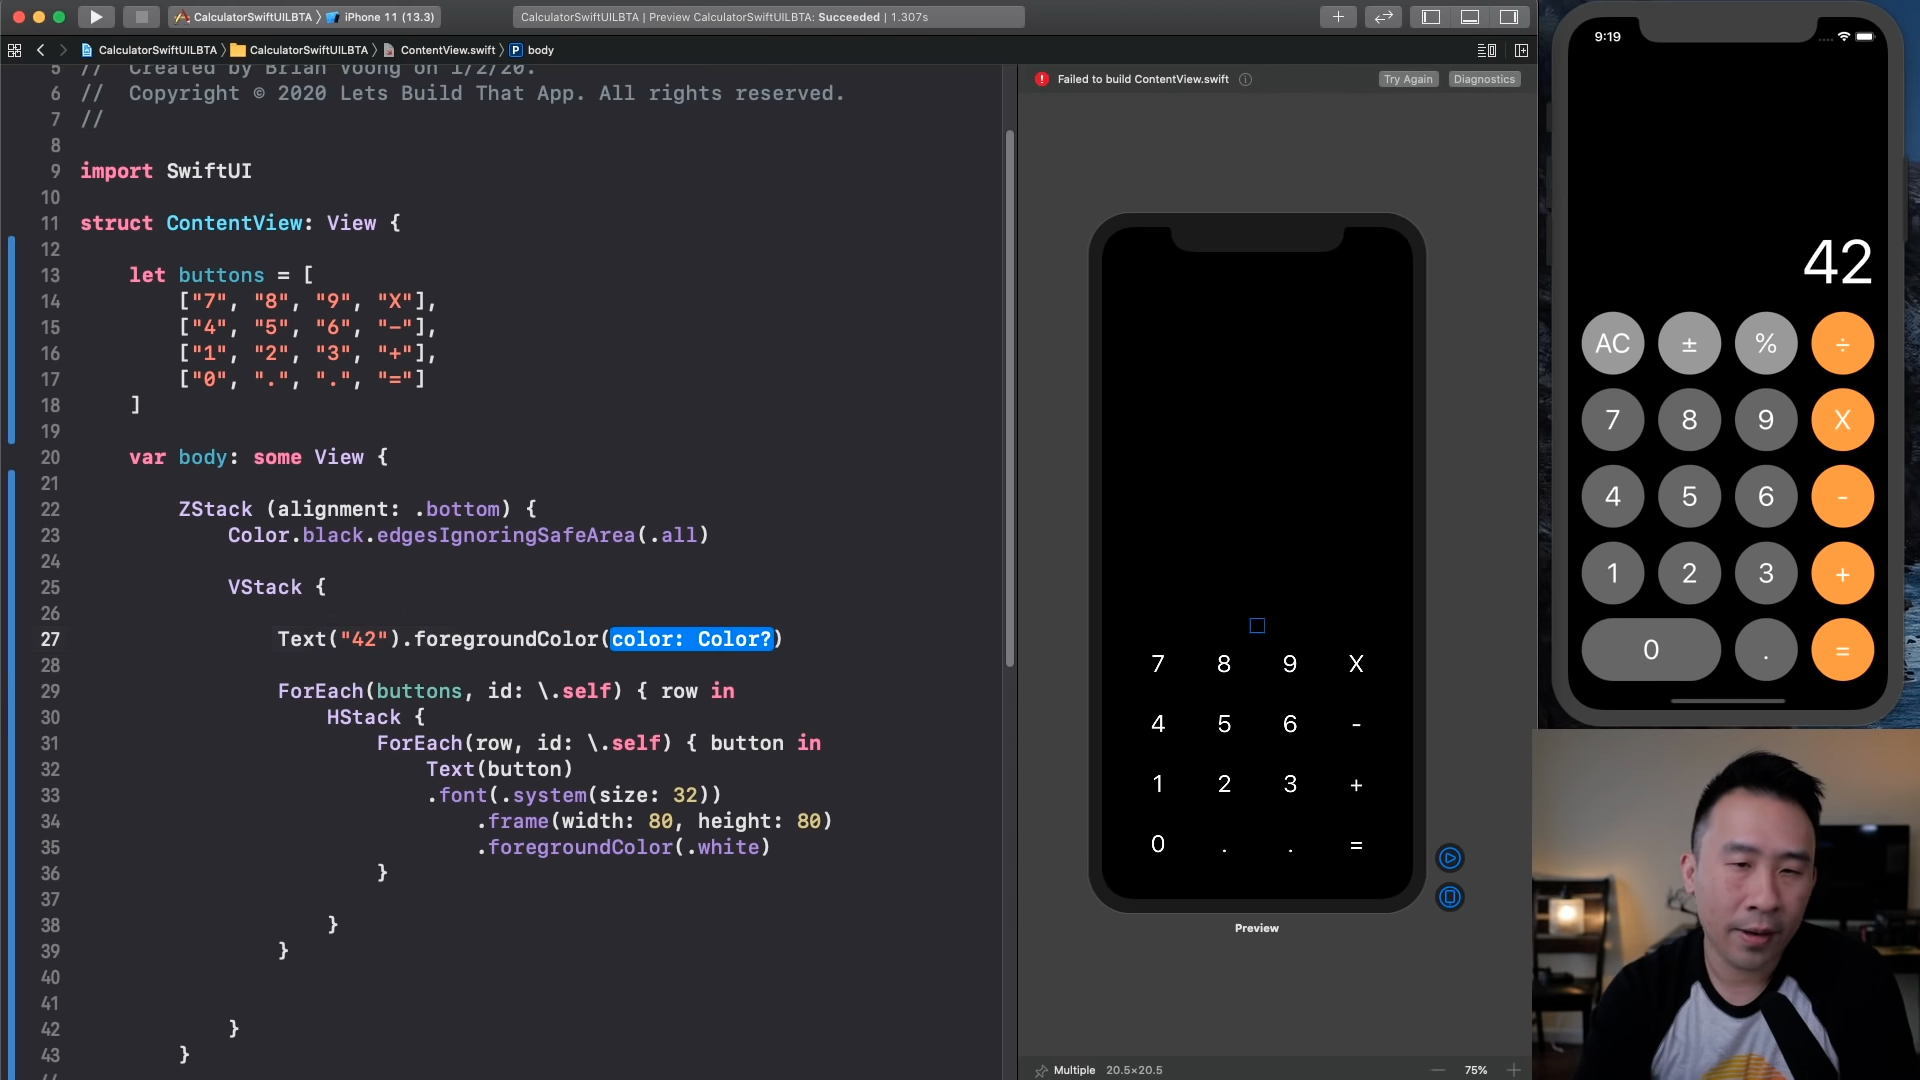 CalculatorSwiftUILBTA 〉 iPhone 11 (13.3)
CalculatorSwiftUILBTA | Preview CalculatorSwiftUILBTA: Succeeded | 1.307s
CalculatorSwiftUILBTA 〉 CalculatorSwiftUILBTA 〉 ContentView.swift 〉 P body
5 // Created by Brian Voong on 1/2/20.
6 // Copyright © 2020 Lets Build That App. All rights reserved.
7 //
8
9 import SwiftUI
10
11 struct ContentView: View {
12
13 let buttons = [
14 ["7", "8", "9", "X"],
15 ["4", "5", "6", "-"],
16 ["1", "2", "3", "+"],
17 ["0", ".", ".", "="]
18 ]
19
20 var body: some View {
21
22 ZStack (alignment: .bottom) {
23 Color.black.edgesIgnoringSafeArea(.all)
24
25 VStack {
26
27 Text("42").foregroundColor(color: Color?)
28
29 ForEach(buttons, id: \.self) { row in
30 HStack {
31 ForEach(row, id: \.self) { button in
32 Text(button)
33 .font(.system(size: 32))
34 .frame(width: 80, height: 80)
35 .foregroundColor(.white)
36 }
37
38 }
39 }
40
41
42 }
43 }
Failed to build ContentView.swift
Try Again
Diagnostics
7 8 9 X
4 5 6 -
1 2 3 +
0 . . =
Preview
Multiple 20.5×20.5
75%
9:19
42
AC ± % ÷
7 8 9 X
4 5 6 -
1 2 3 +
0 . =